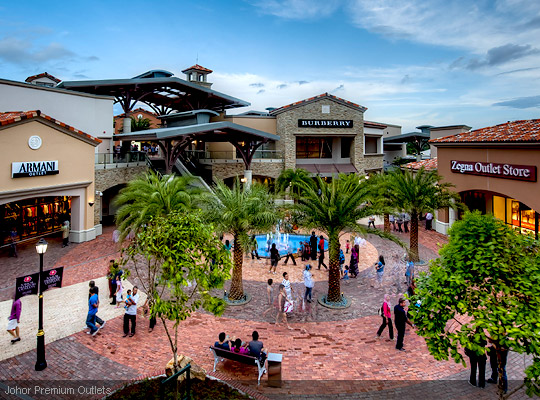 ARMANI
OUTLET
BURBERRY
Zegna Outlet Store
Johor Premium Outlets